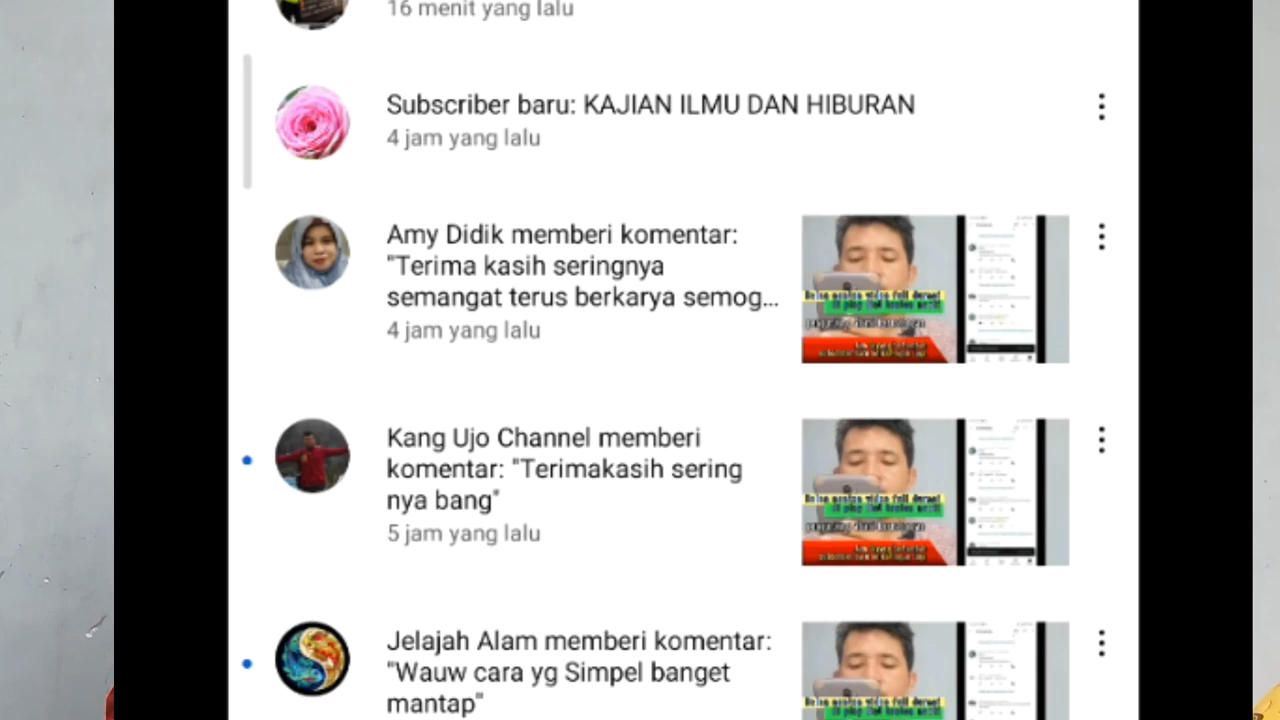 16 menit yang lalu
Subscriber baru: KAJIAN ILMU DAN HIBURAN
4 jam yang lalu
Amy Didik memberi komentar:
"Terima kasih seringnya
semangat terus berkarya semog...
4 jam yang lalu
Kang Ujo Channel memberi
komentar: "Terimakasih sering
nya bang"
5 jam yang lalu
Jelajah Alam memberi komentar:
"Wauw cara yg Simpel banget
mantap"